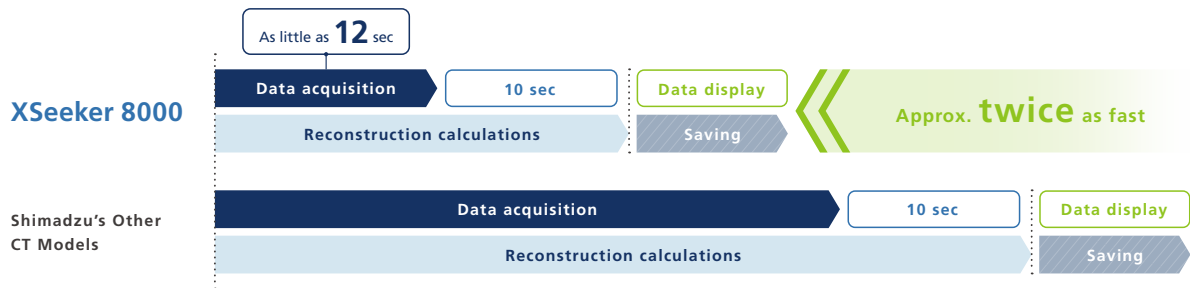 As little as 12 sec
XSeeker 8000
Data acquisition
10 sec
Data display
Reconstruction calculations
Saving
Approx. twice as fast
Shimadzu's Other
CT Models
Data acquisition
10 sec
Data display
Reconstruction calculations
Saving